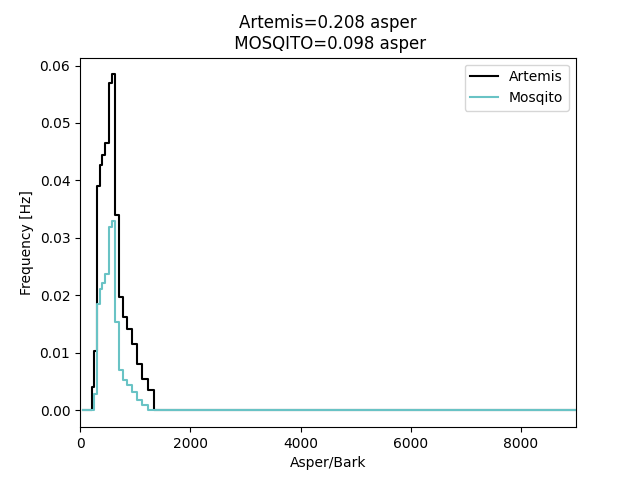 Artemis=0.208 asper
MOSQITO=0.098 asper
Artemis
Mosqito
0.06
0.05
0.04
0.03
0.02
0.01
0.00
Frequency [Hz]
0 2000 4000 6000 8000
Asper/Bark